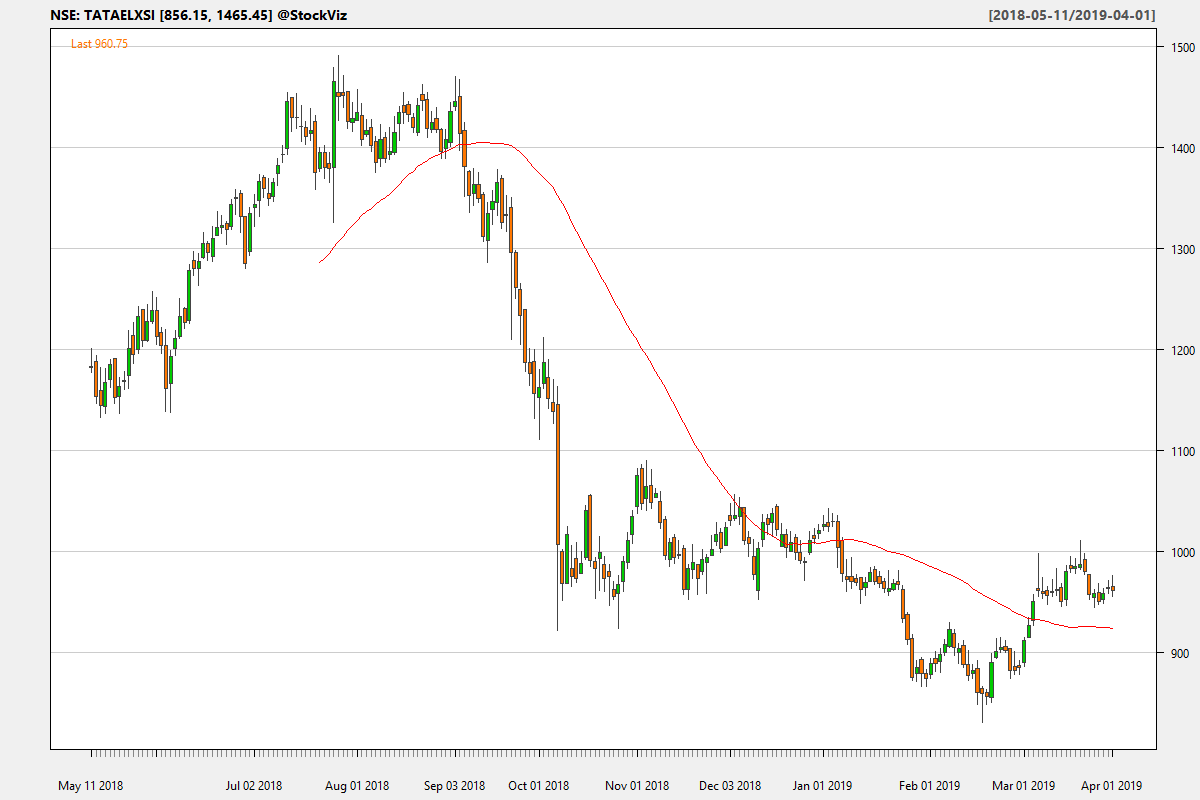 NSE: TATAELXSI [856.15, 1465.45] @StockViz [2018-05-11/2019-04-01]
Last 960.75
1500
1400
1300
1200
1100
1000
900
May 11 2018 Jul 02 2018 Aug 01 2018 Sep 03 2018 Oct 01 2018 Nov 01 2018 Dec 03 2018 Jan 01 2019 Feb 01 2019 Mar 01 2019 Apr 01 2019